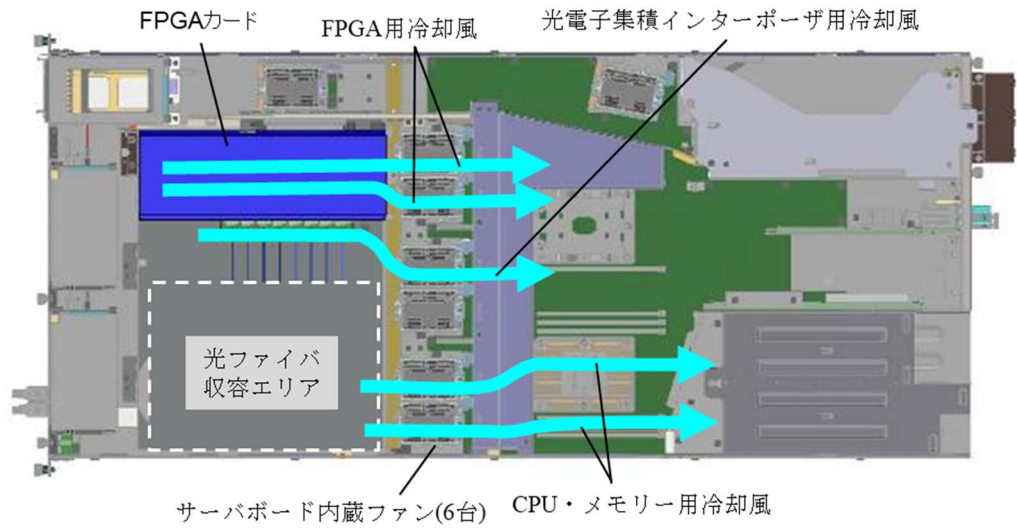 FPGAカード
FPGA用冷却風
光電子集積インターポーザ用冷却風
光ファイバ
収容エリア
サーバボード内蔵ファン(6台)
CPU・メモリー用冷却風